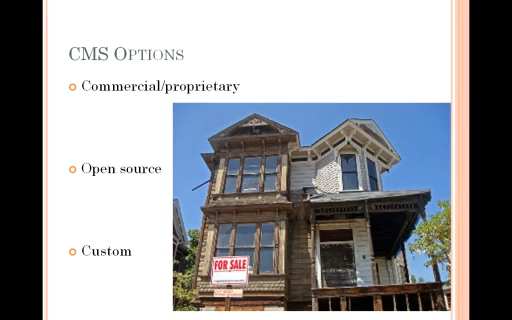 CMS OPTIONS
Commercial/proprietary
Open source
Custom
FOR SALE